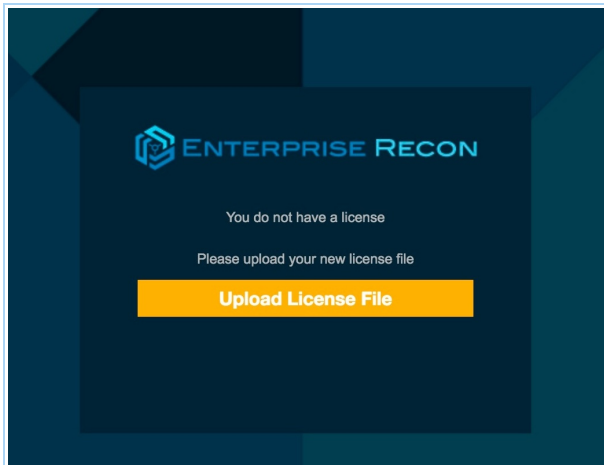 ENTERPRISE RECON
You do not have a license
Please upload your new license file
Upload License File